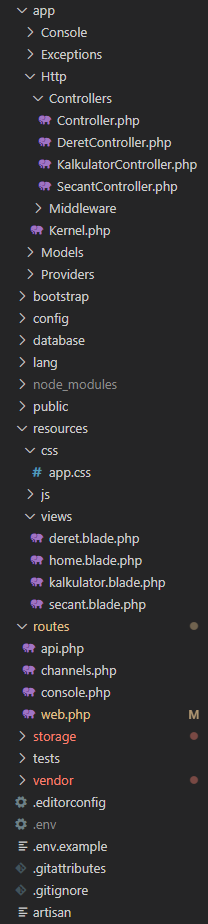 app
Console
Exceptions
Http
Controllers
Controller.php
DeretController.php
KalkulatorController.php
SecantController.php
Middleware
Kernel.php
Models
Providers
bootstrap
config
database
lang
node_modules
public
resources
css
# app.css
js
views
deret.blade.php
home.blade.php
kalkulator.blade.php
secant.blade.php
routes
api.php
channels.php
console.php
web.php M
storage
tests
vendor
.editorconfig
.env
.env.example
.gitattributes
.gitignore
artisan